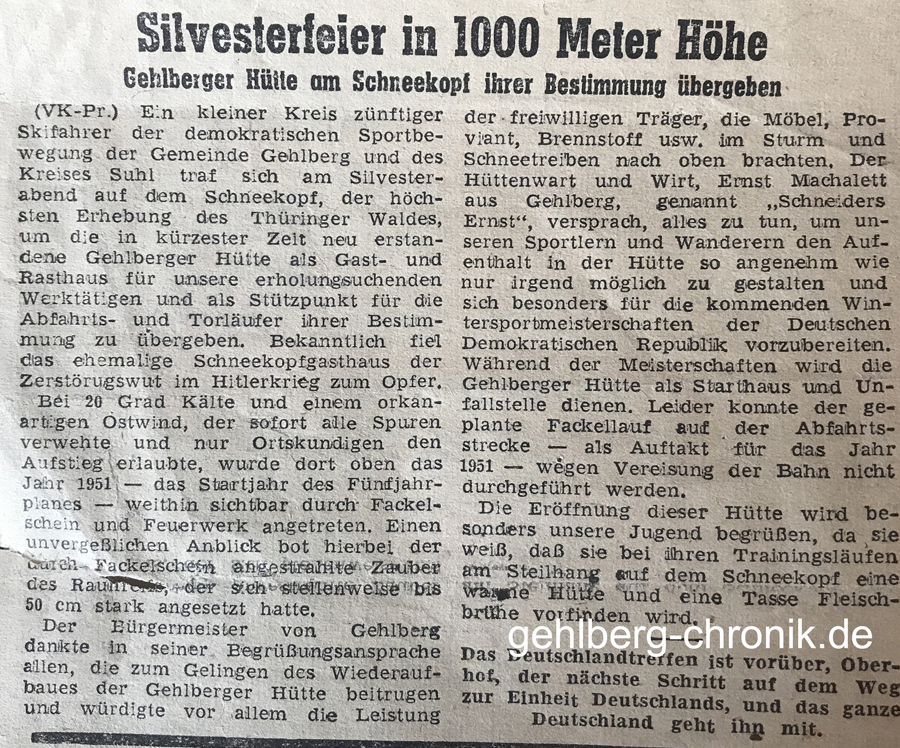 Silvesterfeier in 1000 Meter Höhe
Gehlberger Hütte am Schneekopf ihrer Bestimmung übergeben
(VK-Pr.) Ein kleiner Kreis zünftiger
Skifahrer der demokratischen Sportbe-
wegung der Gemeinde Gehlberg und des
Kreises Suhl traf sich am Silvester-
abend auf dem Schneekopf, der höch-
sten Erhebung des Thüringer Waldes,
um die in kürzester Zeit neu erstan-
dene Gehlberger Hütte als Gast- und
Rasthaus für unsere erholungsuchenden
Werktätigen und als Stützpunkt für die
Abfahrts- und Torläufer ihrer Bestim-
mung zu übergeben. Bekanntlich fiel
das ehemalige Schneekopfgasthaus der
Zerstörugswut im Hitlerkrieg zum Opfer.
Bei 20 Grad Kälte und einem orkan-
artigen Ostwind, der sofort alle Spuren
verwehte und nur Ortskundigen den
Aufstieg erlaubte, wurde dort oben das
Jahr 1951 — das Startjahr des Fünfjahr-
planes — weithin sichtbar durch Fackel-
schein und Feuerwerk angetreten. Einen
unvergeßlichen Anblick bot hierbei der
durch Fackelschein angestrahlte Zauber
des Rauhreifs, der sich stellenweise bis
50 cm stark angesetzt hatte.
Der Bürgermeister von Gehlberg
dankte in seiner Begrüßungsansprache
allen, die zum Gelingen des Wiederauf-
baues der Gehlberger Hütte beitrugen
und würdigte vor allem die Leistung
der freiwilligen Träger, die Möbel, Pro-
viant, Brennstoff usw. im Sturm und
Schneetreiben nach oben brachten. Der
Hüttenwart und Wirt, Ernst Machalett
aus Gehlberg, genannt „Schneiders
Ernst“, versprach, alles zu tun, um un-
seren Sportlern und Wanderern den Auf-
enthalt in der Hütte so angenehm wie
nur irgend möglich zu gestalten und
sich besonders für die kommenden Win-
tersportmeisterschaften der Deutschen
Demokratischen Republik vorzubereiten.
Während der Meisterschaften wird die
Gehlberger Hütte als Starthaus und Un-
fallstelle dienen. Leider konnte der ge-
plante Fackellauf auf der Abfahrts-
strecke — als Auftakt für das Jahr
1951 — wegen Vereisung der Bahn nicht
durchgeführt werden.
Die Eröffnung dieser Hütte wird be-
sonders unsere Jugend begrüßen, da sie
weiß, daß sie bei ihren Trainingsläufen
am Steilhang auf dem Schneekopf eine
warme Hütte und eine Tasse Fleisch-
brühe vorfinden wird.
gehlberg-chronik.de
Das Deutschlandtreffen ist vorüber, Ober-
hof, der nächste Schritt auf dem Weg
zur Einheit Deutschlands, und das ganze
Deutschland geht ihn mit.